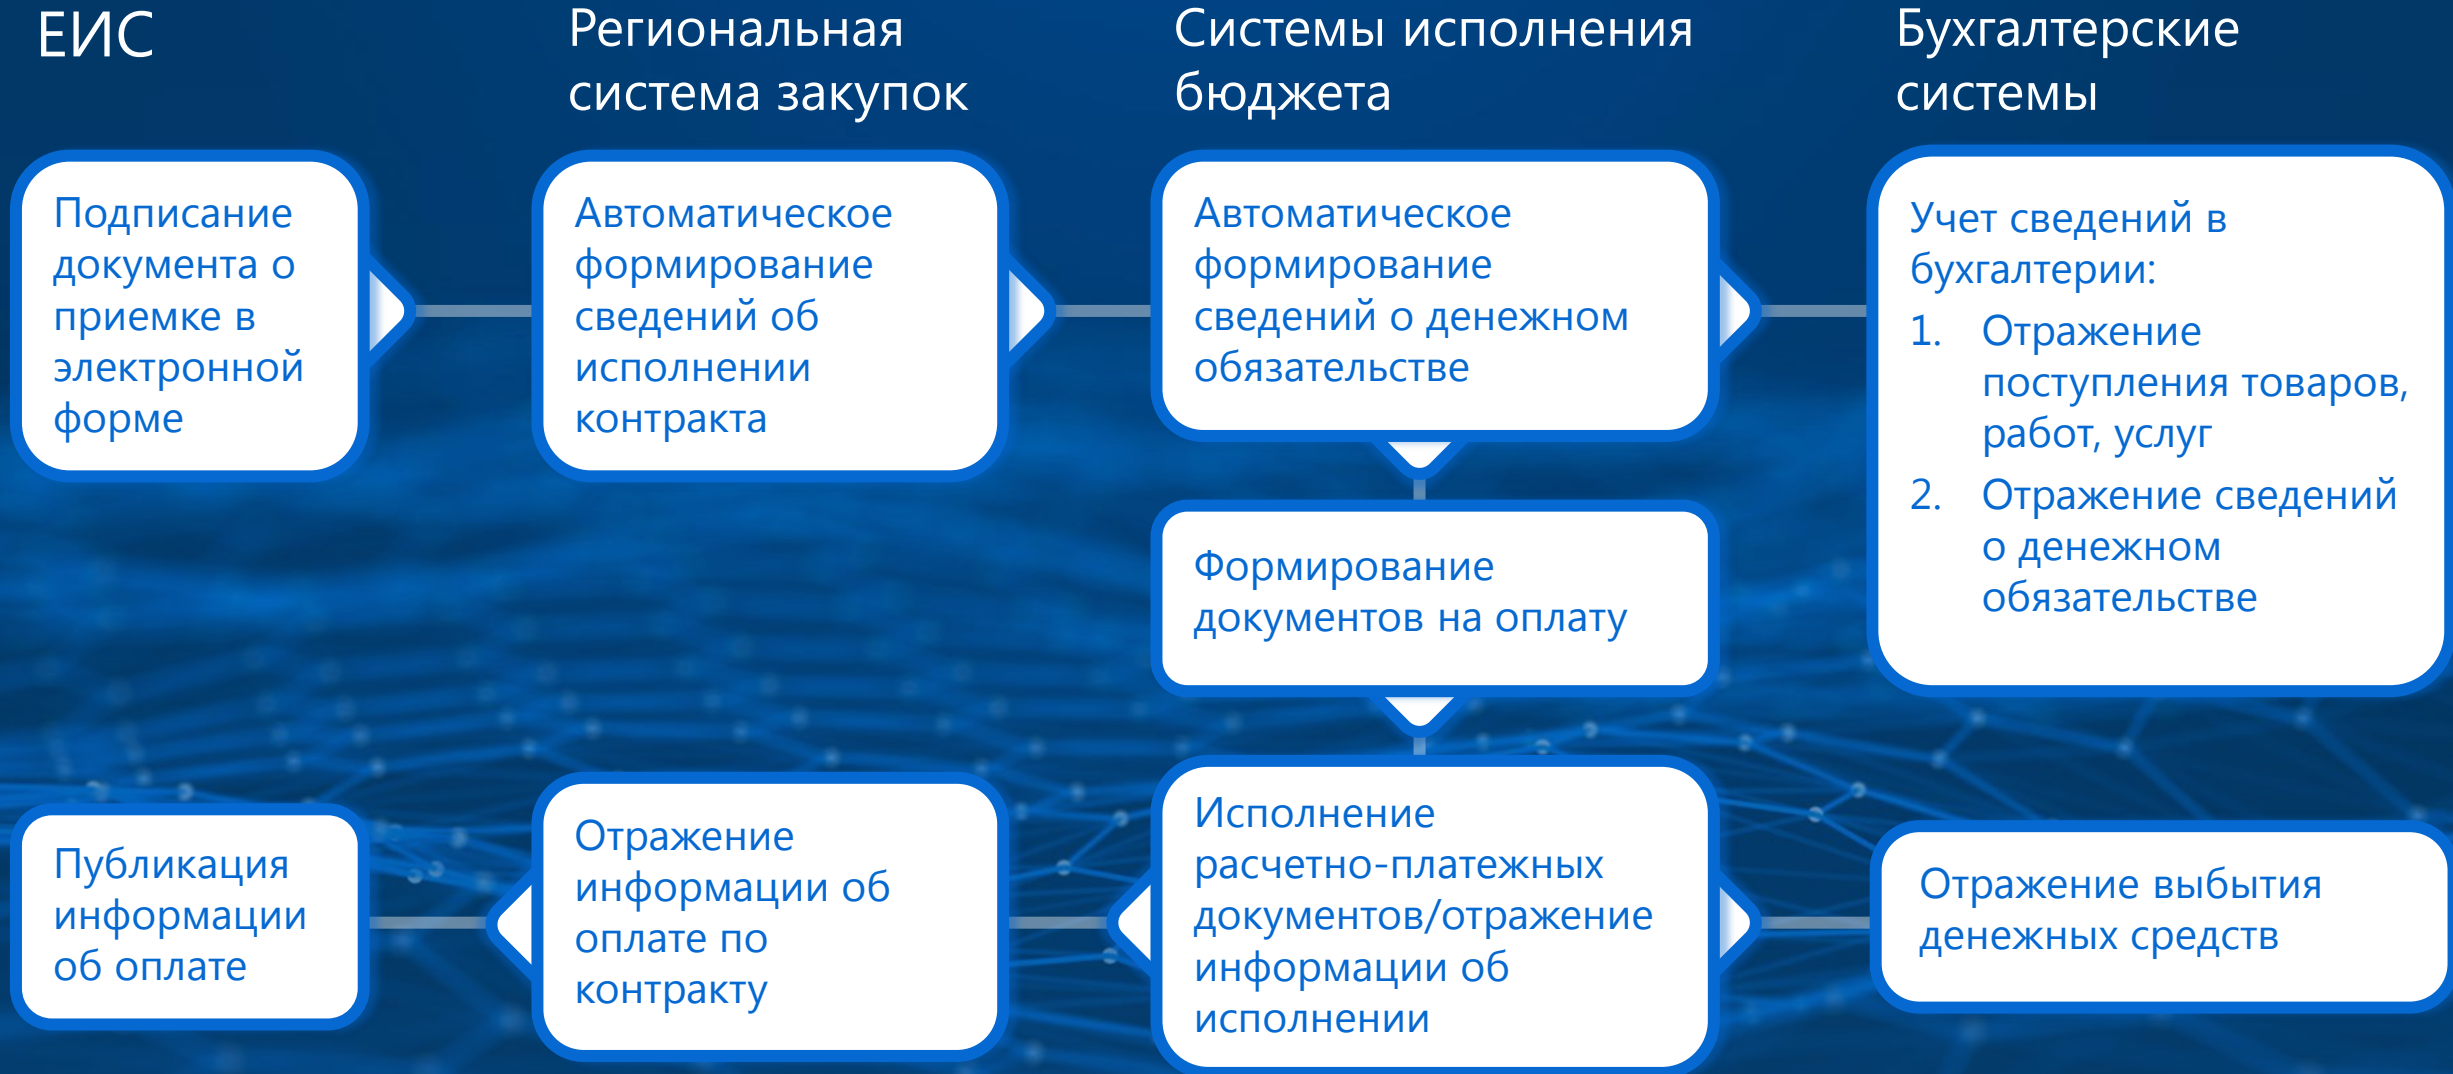 ЕИС
Региональная
система закупок
Системы исполнения
бюджета
Бухгалтерские
системы
Подписание
документа о
приемке в
электронной
форме
Автоматическое
формирование
сведений об
исполнении
контракта
Автоматическое
формирование
сведений о денежном
обязательстве
Учет сведений в
бухгалтерии:
1. Отражение
поступления товаров,
работ, услуг
2. Отражение сведений
о денежном
обязательстве
Формирование
документов на оплату
Публикация
информации
об оплате
Отражение
информации об
оплате по
контракту
Исполнение
расчетно-платежных
документов/отражение
информации об
исполнении
Отражение выбытия
денежных средств